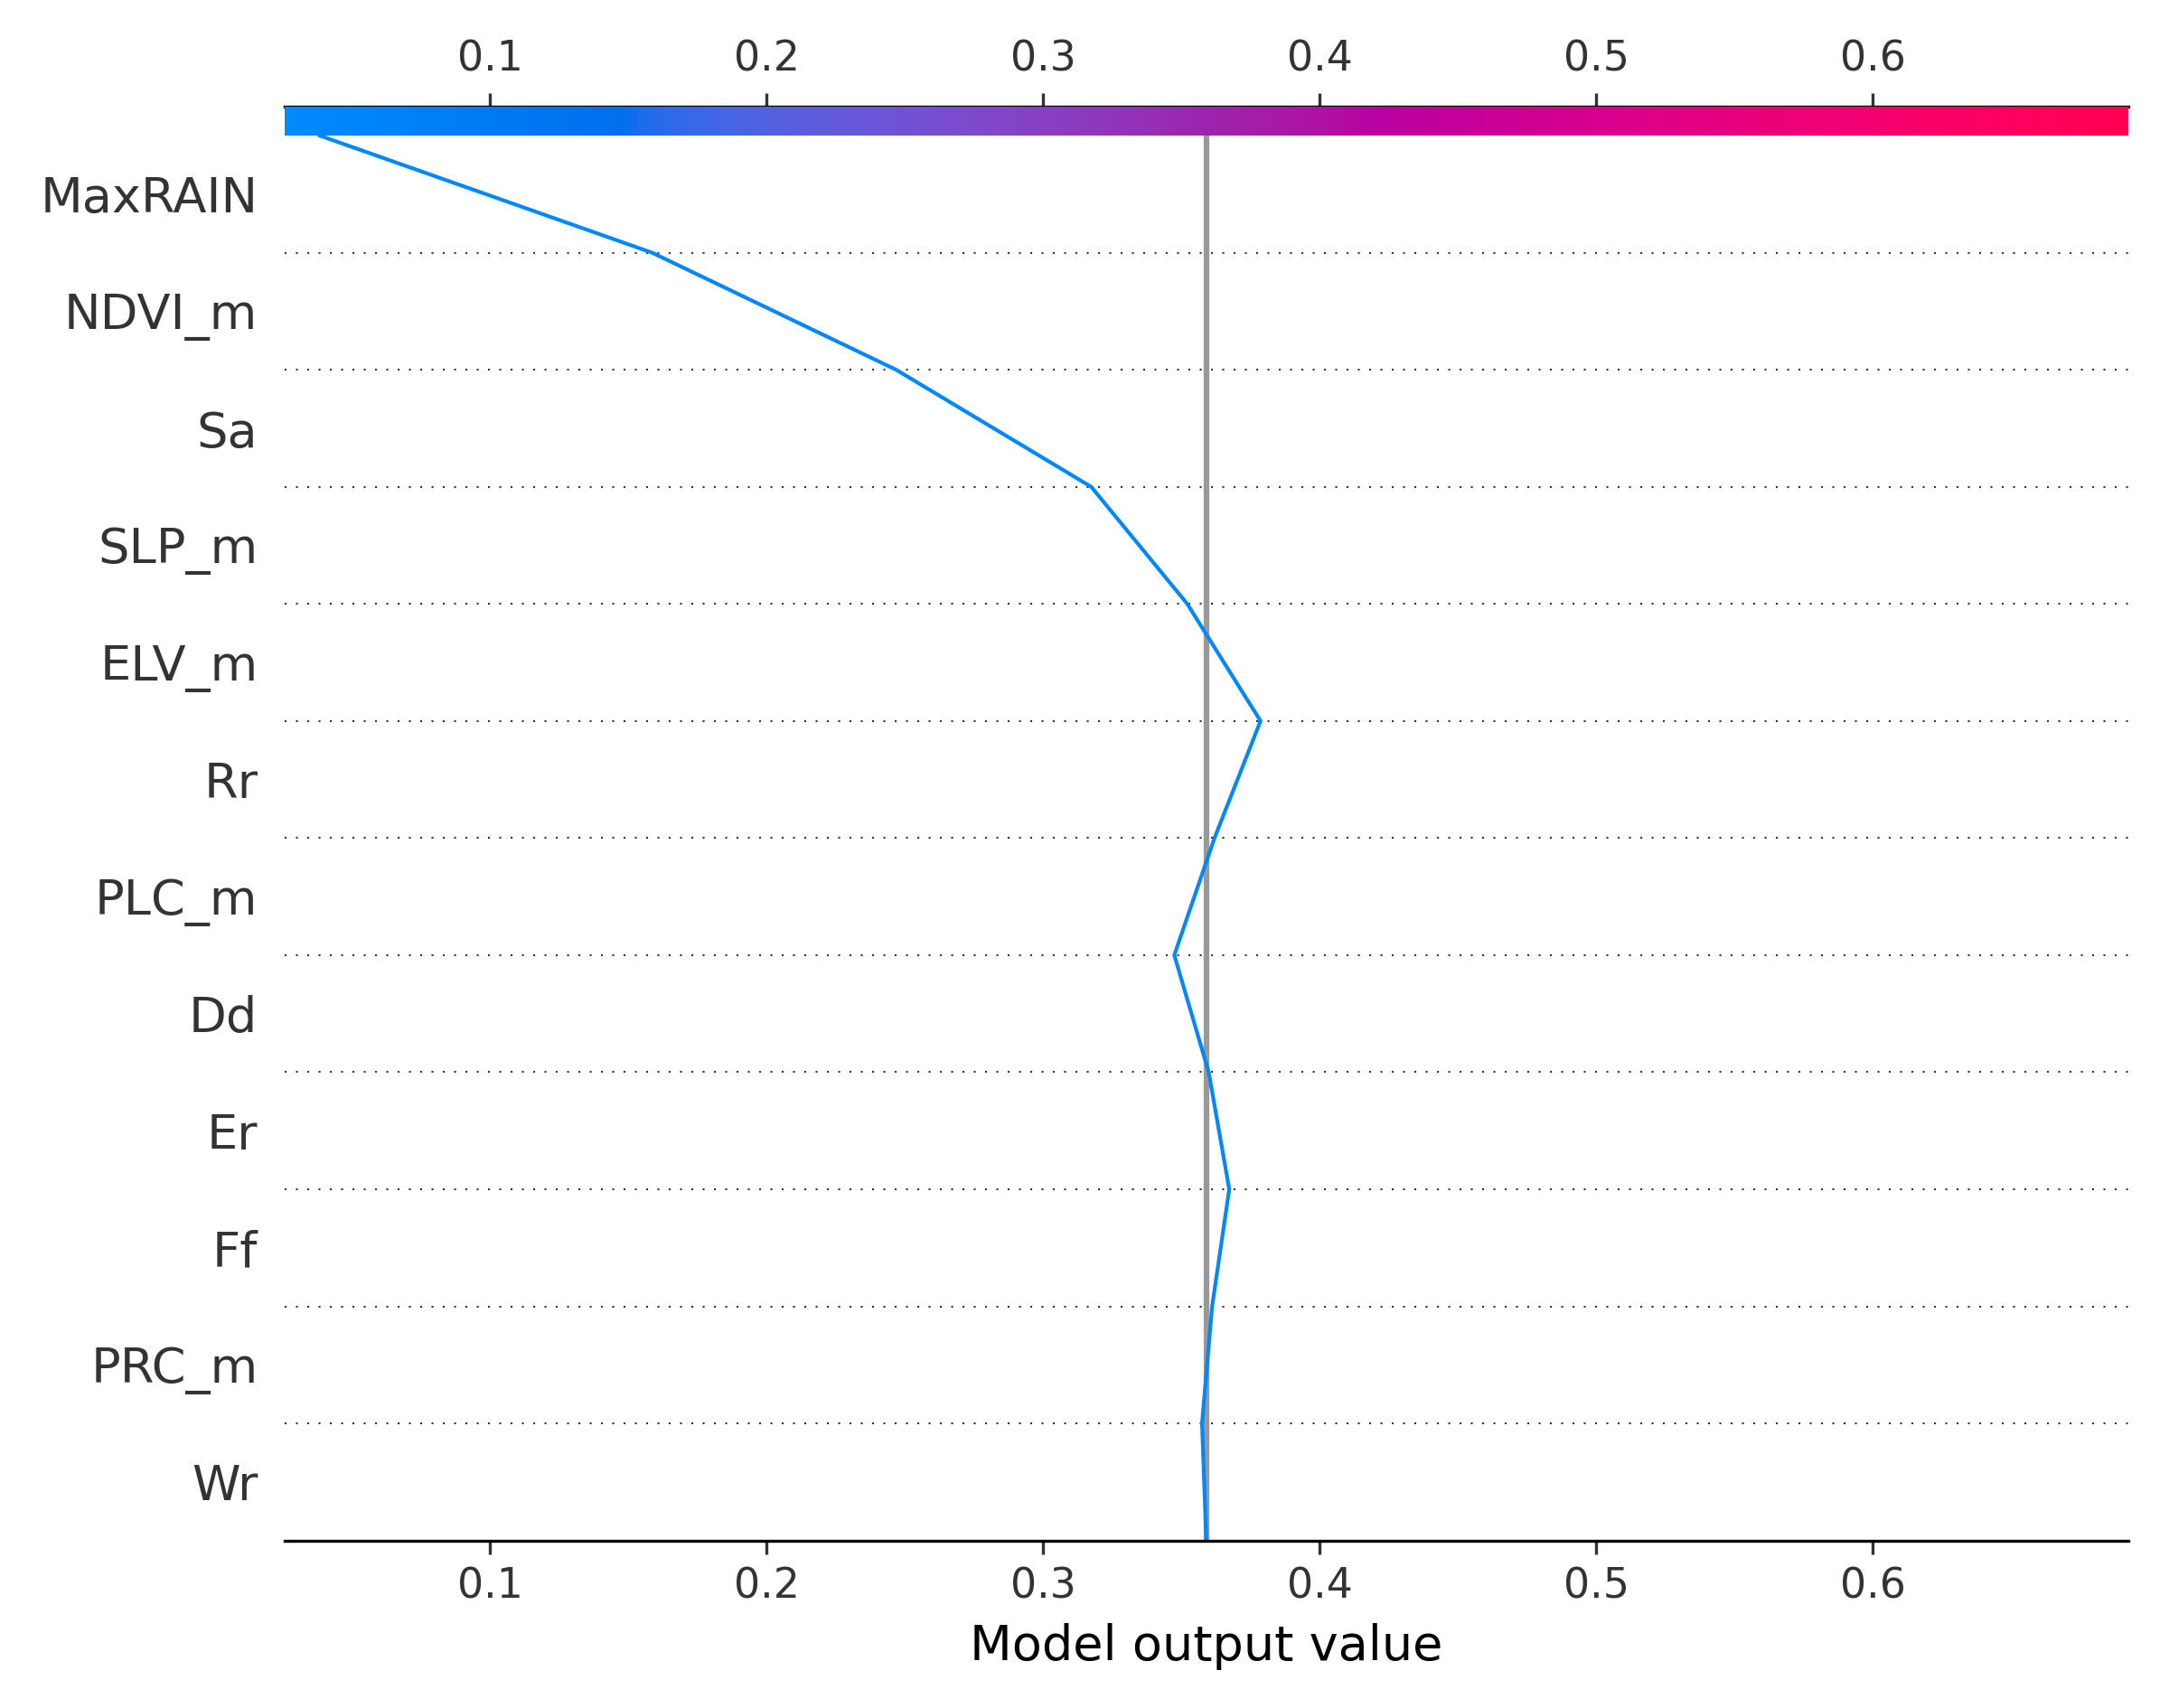 0.1 0.2 0.3 0.4 0.5 0.6
MaxRAIN
NDVI_m
Sa
SLP_m
ELV_m
Rr
PLC_m
Dd
Er
Ff
PRC_m
Wr
0.1 0.2 0.3 0.4 0.5 0.6
Model output value